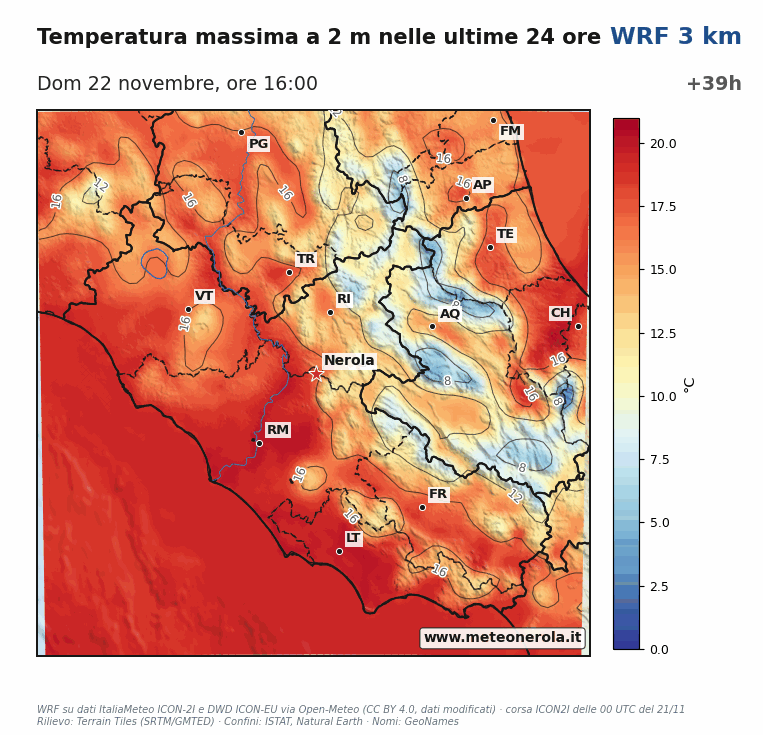 Temperatura massima a 2 m nelle ultime 24 ore WRF 3 km
Dom 22 novembre, ore 16:00 +39h
FM
PG
16
8
12
16
16
16
16
AP
TE
TR
VT
RI
8
AQ
CH
16
Nerola
16
8
16
8
RM
8
16
12
FR
16
LT
16
www.meteonerola.it
20.0
17.5
15.0
12.5
10.0
7.5
5.0
2.5
0.0
°C
WRF su dati ItaliaMeteo ICON-2I e DWD ICON-EU via Open-Meteo (CC BY 4.0, dati modificati) · corsa ICON2I delle 00 UTC del 21/11
Rilievo: Terrain Tiles (SRTM/GMTED) · Confini: ISTAT, Natural Earth · Nomi: GeoNames